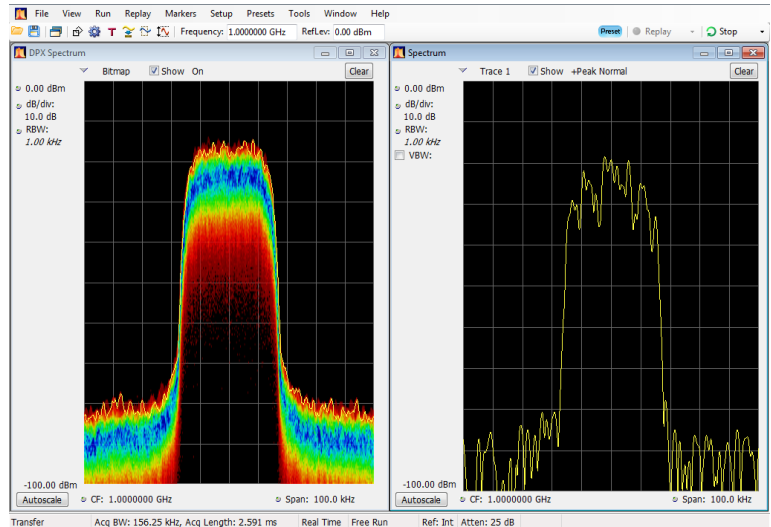 File View Run Replay Markers Setup Presets Tools Window Help
T Frequency: 1.0000000 GHz RefLev: 0.00 dBm Preset Replay Stop
DPX Spectrum
Bitmap Show On Clear
0.00 dBm
dB/div:
10.0 dB
RBW:
1.00 kHz
-100.00 dBm
Autoscale CF: 1.0000000 GHz Span: 100.0 kHz
Spectrum
Trace 1 Show +Peak Normal Clear
0.00 dBm
dB/div:
10.0 dB
RBW:
1.00 kHz
VBW:
-100.00 dBm
Autoscale CF: 1.0000000 GHz Span: 100.0 kHz
Transfer Acq BW: 156.25 kHz, Acq Length: 2.591 ms Real Time Free Run Ref: Int Atten: 25 dB